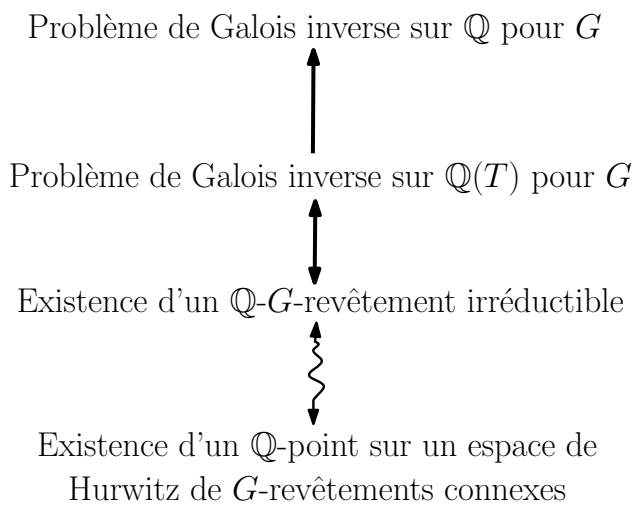 Problème de Galois inverse sur ℚ pour G
Problème de Galois inverse sur ℚ(T) pour G
Existence d'un ℚ-G-revêtement irréductible
Existence d'un ℚ-point sur un espace de
Hurwitz de G-revêtements connexes